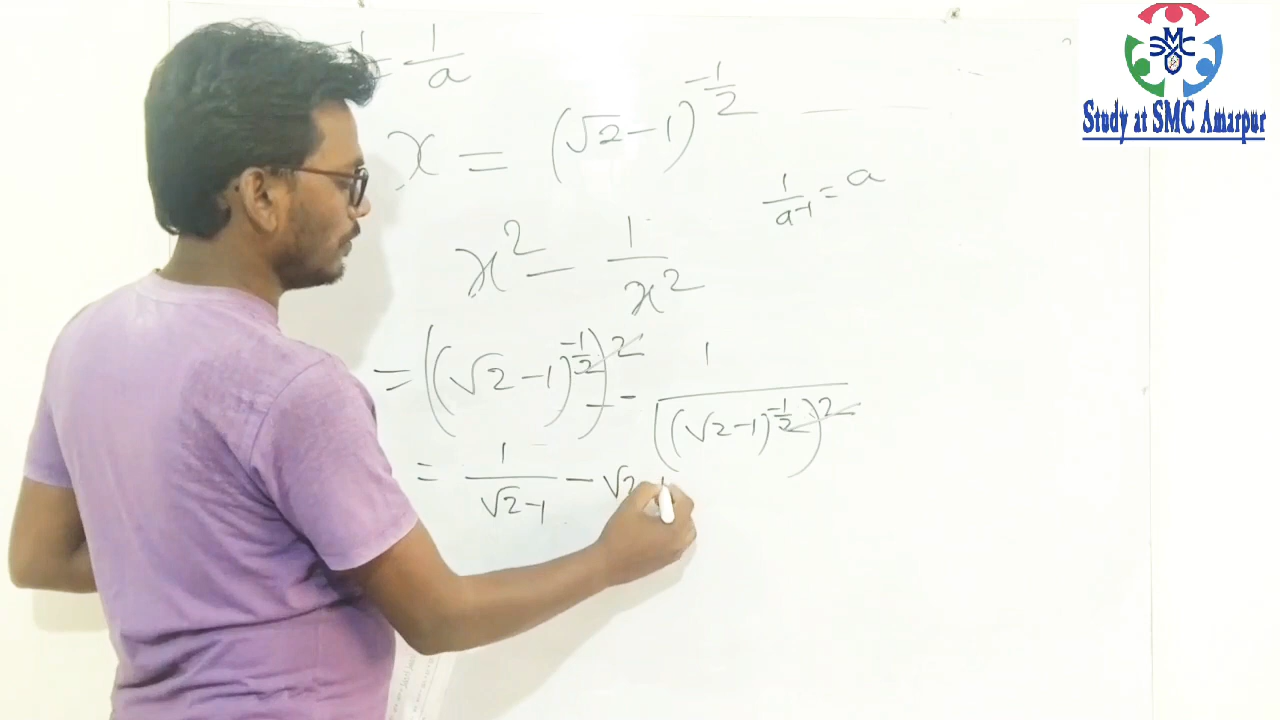 = 1/a
SMC
Study at SMC Amarpur
x = (√2-1)^(-1/2)
1/a-1 = a
x² - 1/x²
= ((√2-1)^(-1/2))² - 1/((√2-1)^(-1/2))²
= 1/(√2-1) - √2